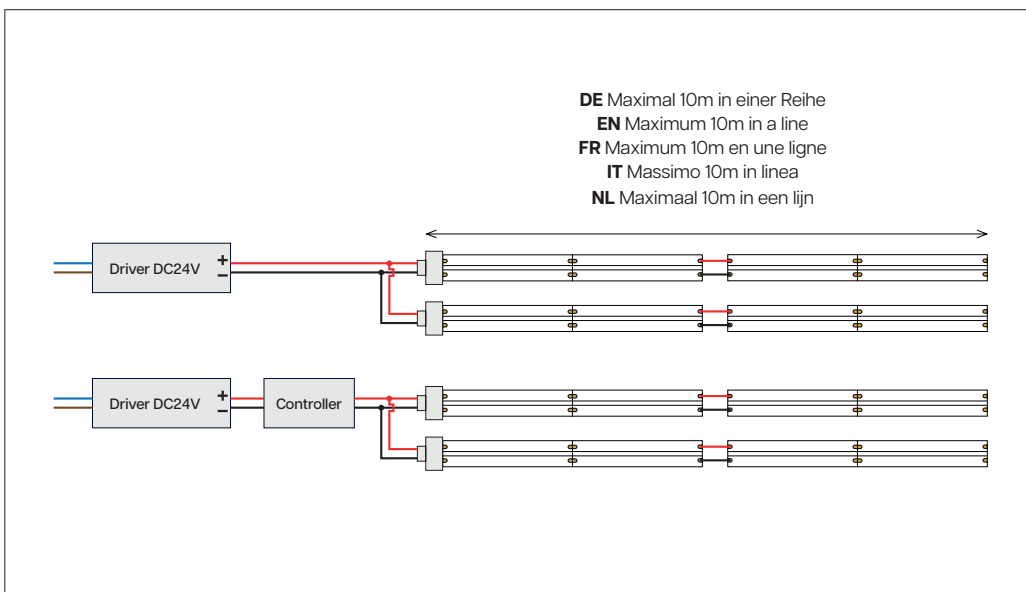 DE Maximal 10m in einer Reihe
EN Maximum 10m in a line
FR Maximum 10m en une ligne
IT Massimo 10m in linea
NL Maximaal 10m in een lijn
Driver DC24V + −
Driver DC24V + − Controller